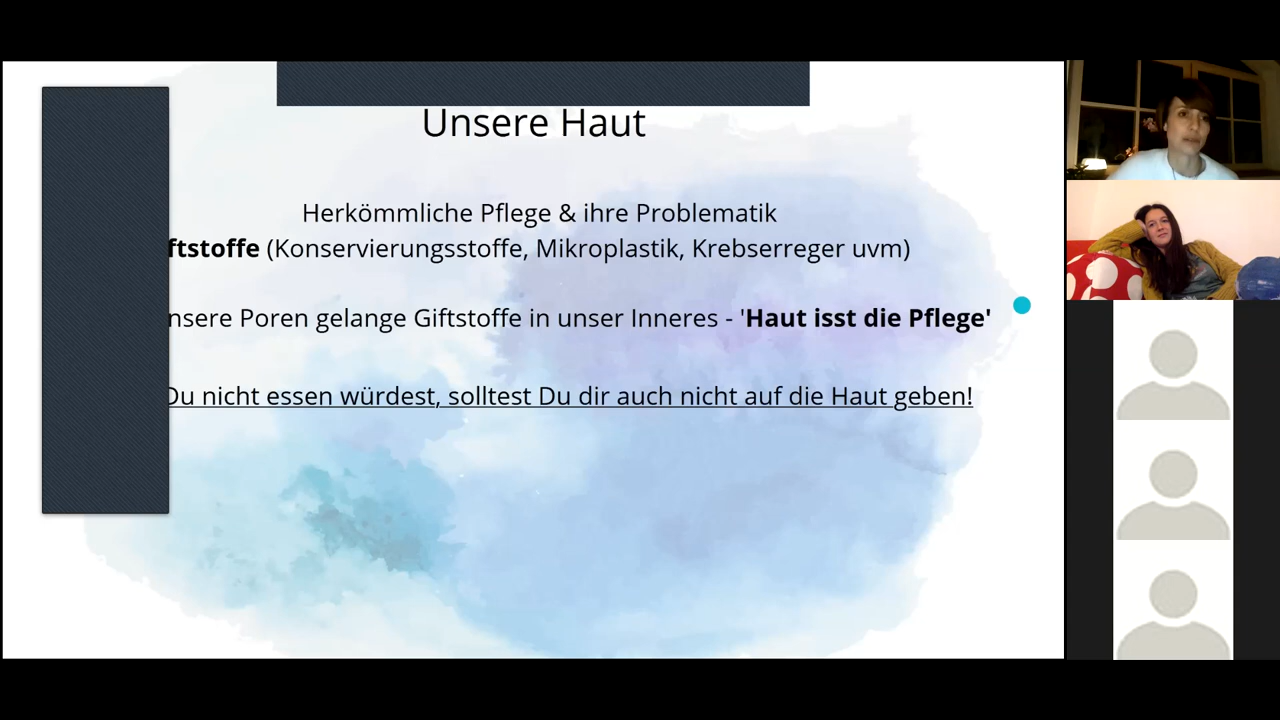 Unsere Haut
Herkömmliche Pflege & ihre Problematik
ftstoffe (Konservierungsstoffe, Mikroplastik, Krebserreger uvm)
nsere Poren gelange Giftstoffe in unser Inneres - 'Haut isst die Pflege'
Du nicht essen würdest, solltest Du dir auch nicht auf die Haut geben!